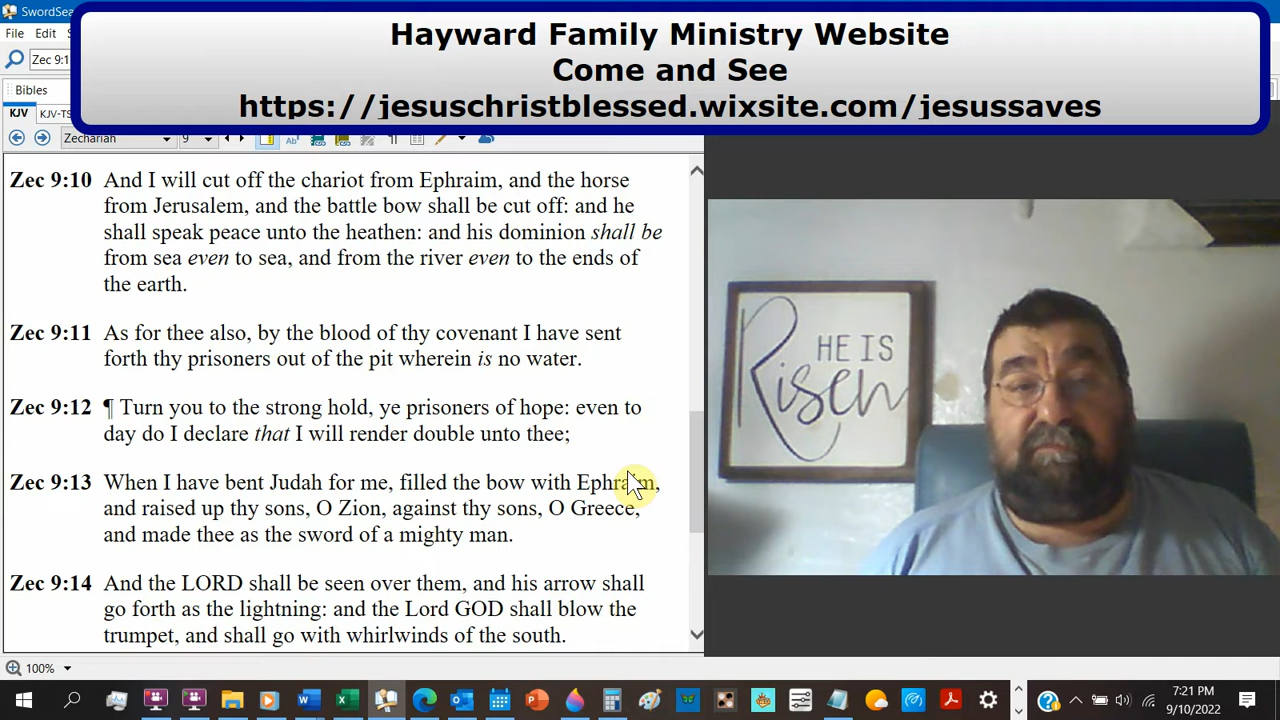 SwordSea
File Edit S
Zec 9:1
Bibles
KJV KJV-TS
Zechariah 9
Hayward Family Ministry Website
Come and See
https://jesuschristblessed.wixsite.com/jesussaves
Zec 9:10 And I will cut off the chariot from Ephraim, and the horse
from Jerusalem, and the battle bow shall be cut off: and he
shall speak peace unto the heathen: and his dominion shall be
from sea even to sea, and from the river even to the ends of
the earth.
Zec 9:11 As for thee also, by the blood of thy covenant I have sent
forth thy prisoners out of the pit wherein is no water.
Zec 9:12 ¶ Turn you to the strong hold, ye prisoners of hope: even to
day do I declare that I will render double unto thee;
Zec 9:13 When I have bent Judah for me, filled the bow with Ephraim,
and raised up thy sons, O Zion, against thy sons, O Greece,
and made thee as the sword of a mighty man.
Zec 9:14 And the LORD shall be seen over them, and his arrow shall
go forth as the lightning: and the Lord GOD shall blow the
trumpet, and shall go with whirlwinds of the south.
HE IS
Risen
100%
7:21 PM
9/10/2022